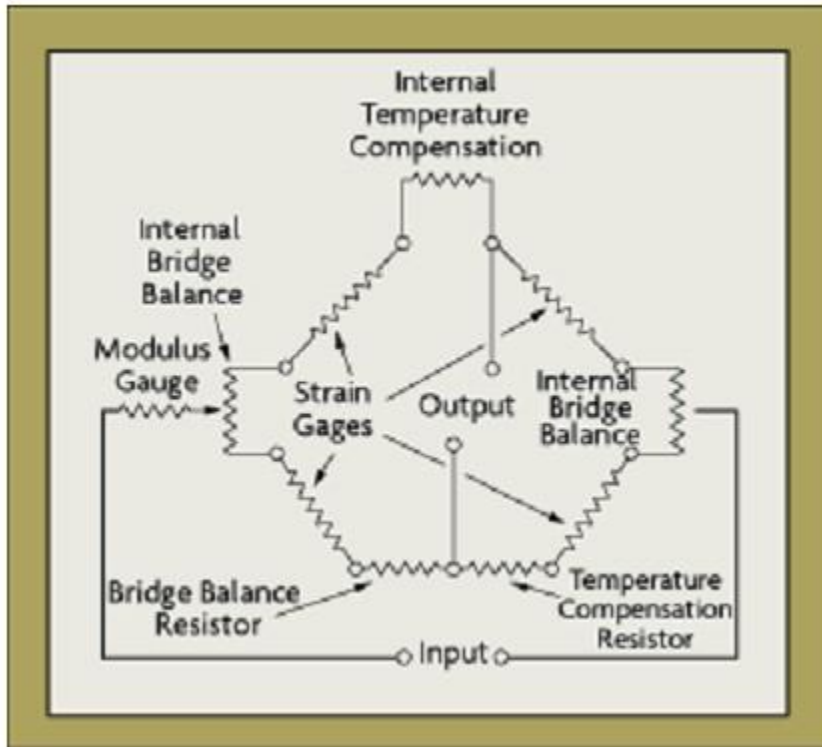 Internal
Temperature
Compensation
Internal
Bridge
Balance
Modulus
Gauge
Strain
Gages
Output
Internal
Bridge
Balance
Bridge Balance
Resistor
Temperature
Compensation
Resistor
Input